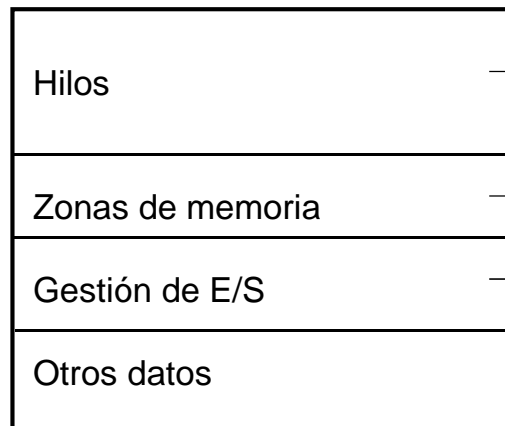 Hilos
Zonas de memoria
Gestión de E/S
Otros datos